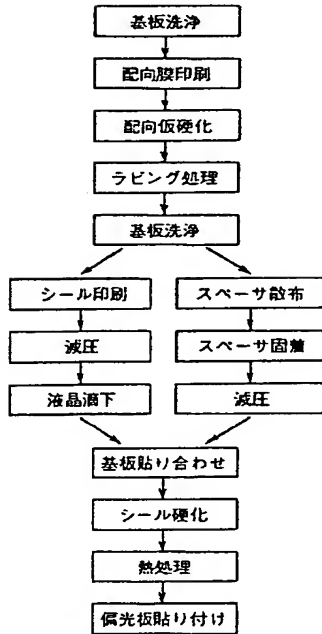 基板洗浄
配向膜印刷
配向仮硬化
ラビング処理
基板洗浄
シール印刷
スペーサ散布
減圧
スペーサ固着
液晶滴下
減圧
基板貼り合わせ
シール硬化
熱処理
偏光板貼り付け